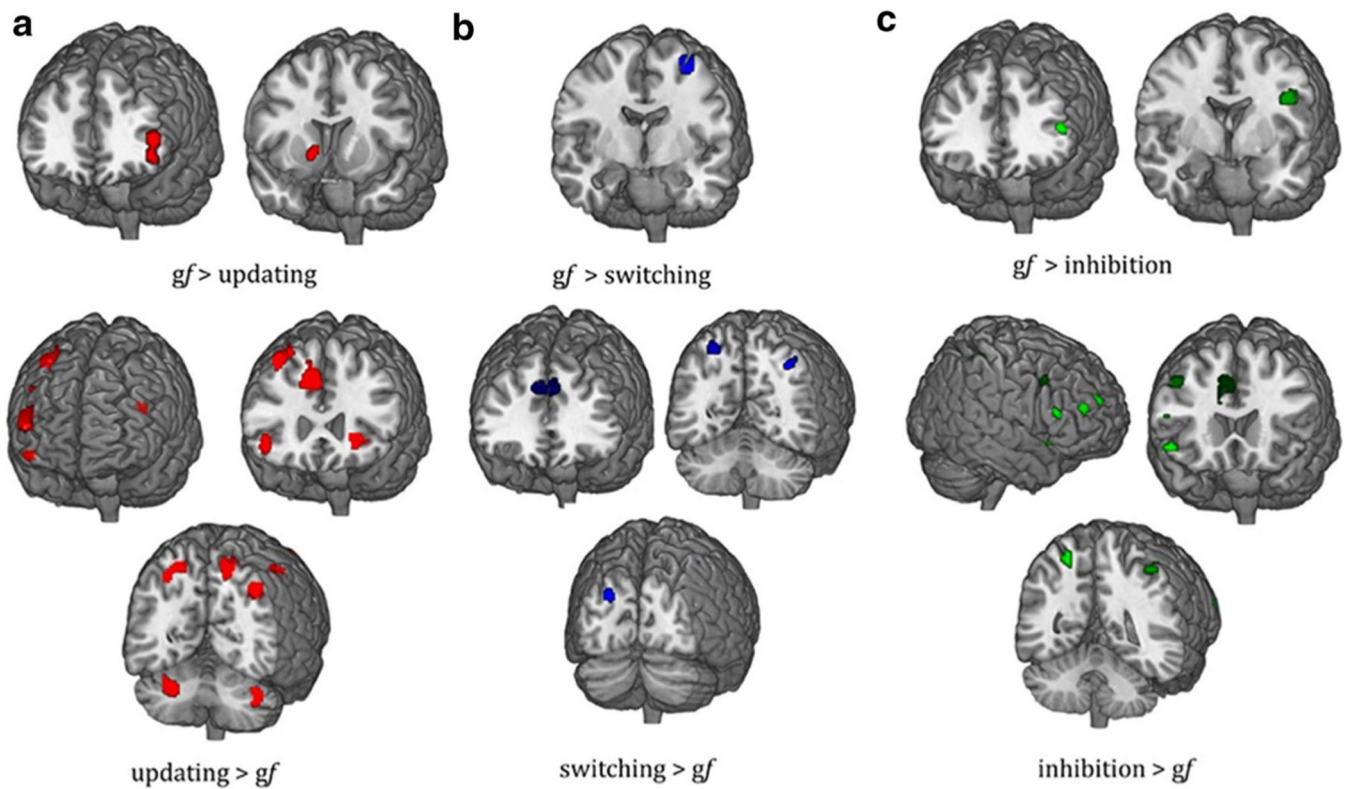 a
b
c
gf > updating
gf > switching
gf > inhibition
updating > gf
switching > gf
inhibition > gf